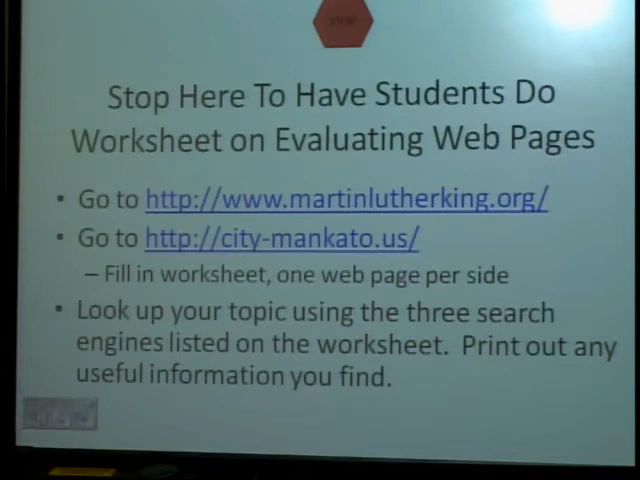 Stop Here To Have Students Do
Worksheet on Evaluating Web Pages
• Go to http://www.martinlutherking.org/
• Go to http://city-mankato.us/
– Fill in worksheet, one web page per side
• Look up your topic using the three search
engines listed on the worksheet. Print out any
useful information you find.